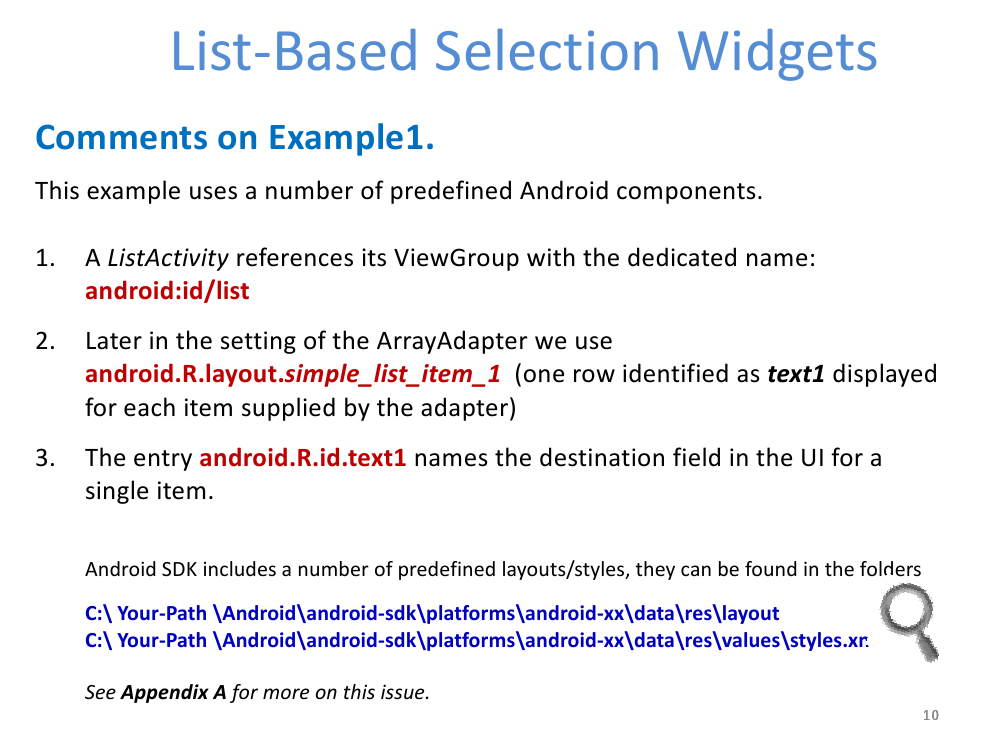 List-Based Selection Widgets
Comments on Example1.
This example uses a number of predefined Android components.
1. A ListActivity references its ViewGroup with the dedicated name:
android:id/list
2. Later in the setting of the ArrayAdapter we use
android.R.layout.simple_list_item_1 (one row identified as text1 displayed
for each item supplied by the adapter)
3. The entry android.R.id.text1 names the destination field in the UI for a
single item.
Android SDK includes a number of predefined layouts/styles, they can be found in the folders
C:\ Your-Path \Android\android-sdk\platforms\android-xx\data\res\layout
C:\ Your-Path \Android\android-sdk\platforms\android-xx\data\res\values\styles.
See Appendix A for more on this issue.
10